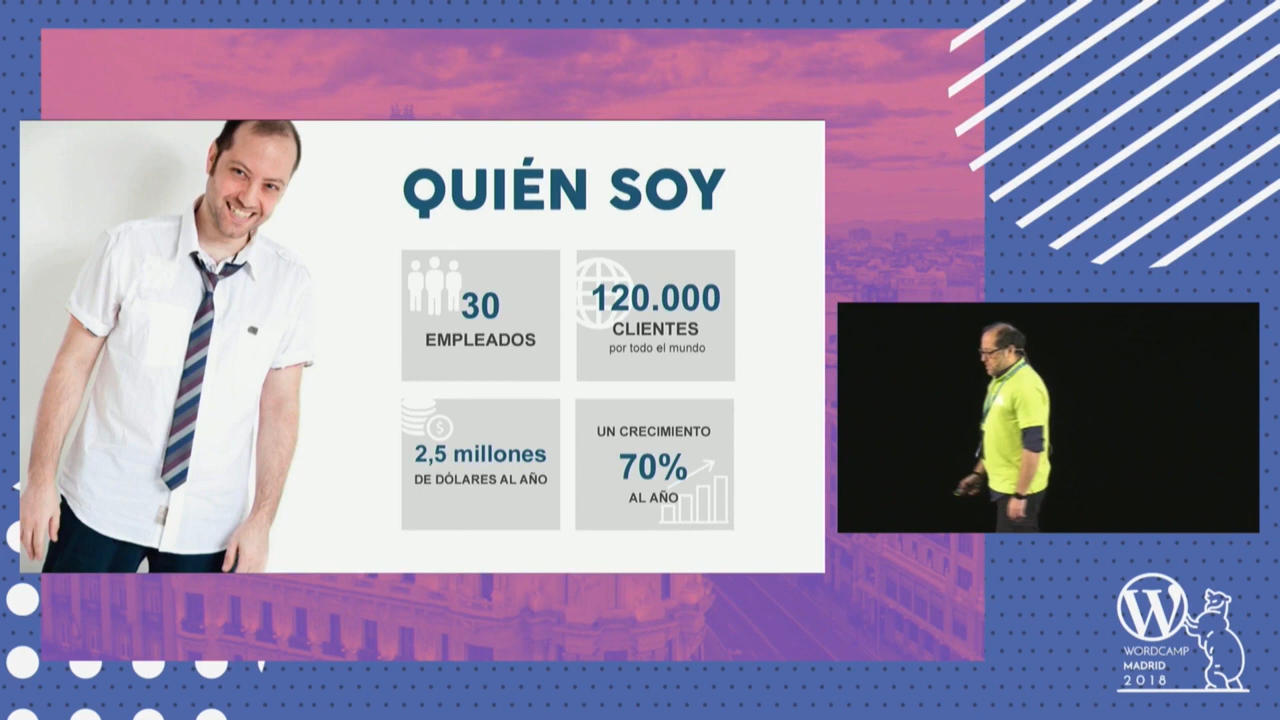 QUIÉN SOY
30
EMPLEADOS
120.000
CLIENTES
por todo el mundo
2,5 millones
DE DÓLARES AL AÑO
UN CRECIMIENTO
70%
AL AÑO
WORDCAMP
MADRID
2018